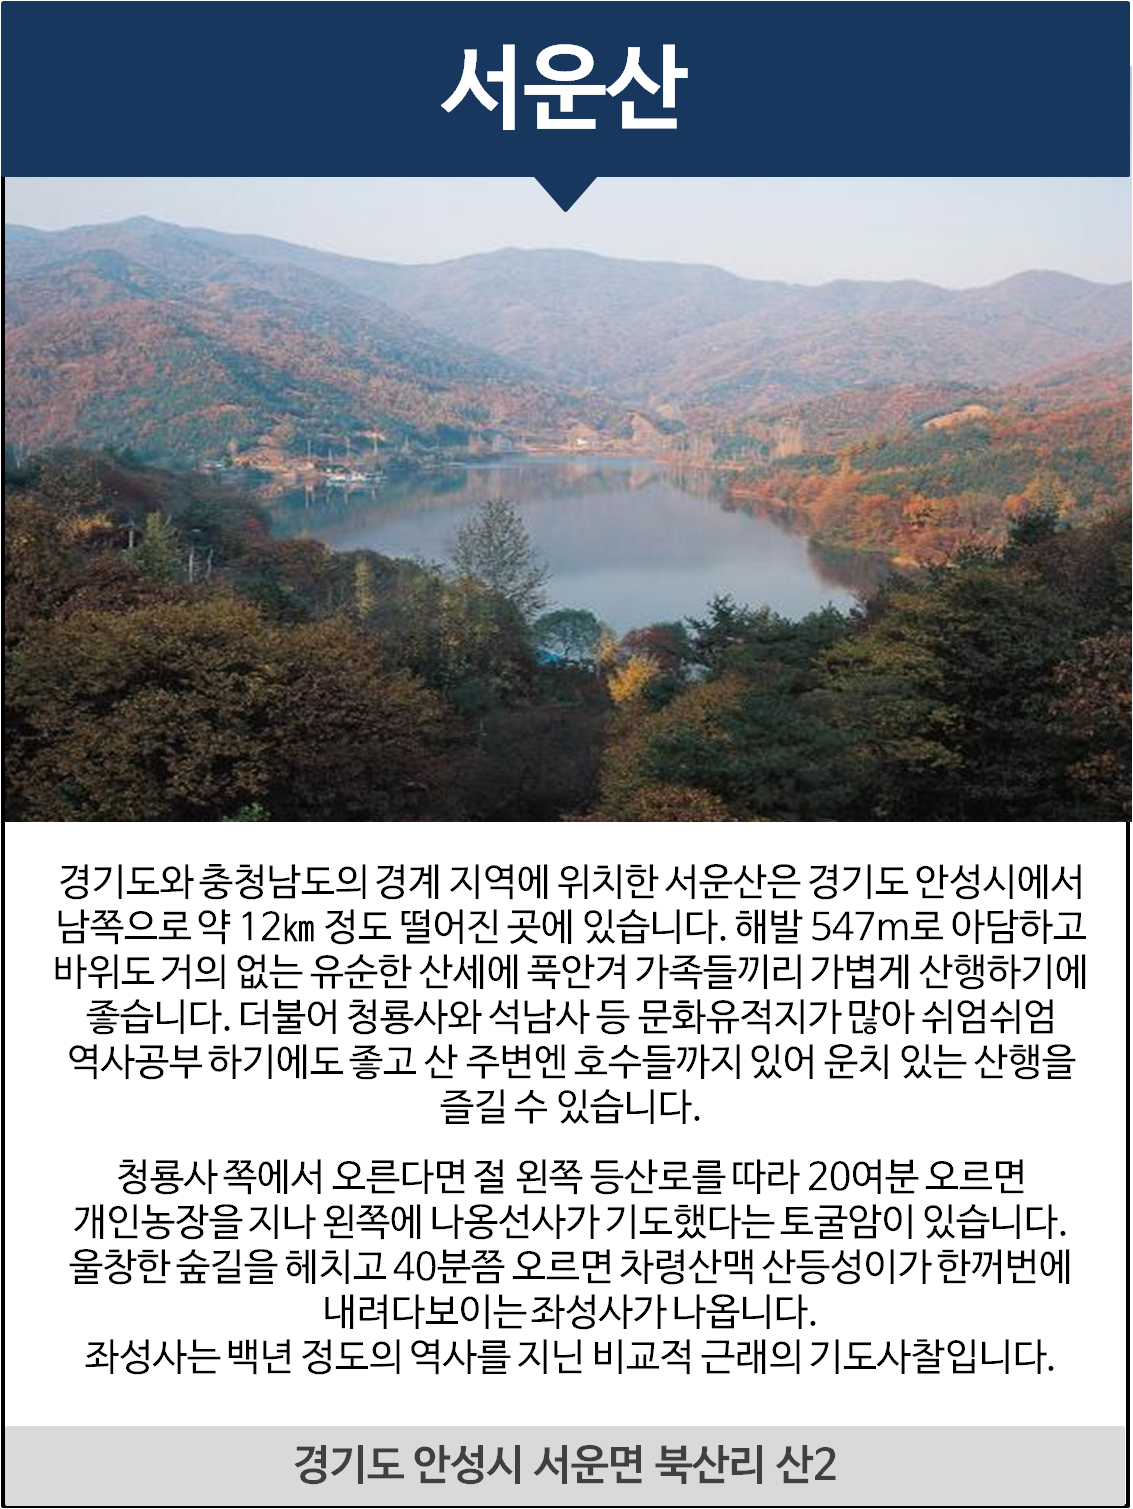 서운산
경기도와 충청남도의 경계 지역에 위치한 서운산은 경기도 안성시에서
남쪽으로 약 12㎞ 정도 떨어진 곳에 있습니다. 해발 547m로 아담하고
바위도 거의 없는 유순한 산세에 푹안겨 가족들끼리 가볍게 산행하기에
좋습니다. 더불어 청룡사와 석남사 등 문화유적지가 많아 쉬엄쉬엄
역사공부 하기에도 좋고 산 주변엔 호수들까지 있어 운치 있는 산행을
즐길 수 있습니다.
청룡사 쪽에서 오른다면 절 왼쪽 등산로를 따라 20여분 오르면
개인농장을 지나 왼쪽에 나옹선사가 기도했다는 토굴암이 있습니다.
울창한 숲길을 헤치고 40분쯤 오르면 차령산맥 산등성이가 한꺼번에
내려다보이는 좌성사가 나옵니다.
좌성사는 백년 정도의 역사를 지닌 비교적 근래의 기도사찰입니다.
경기도 안성시 서운면 북산리 산2